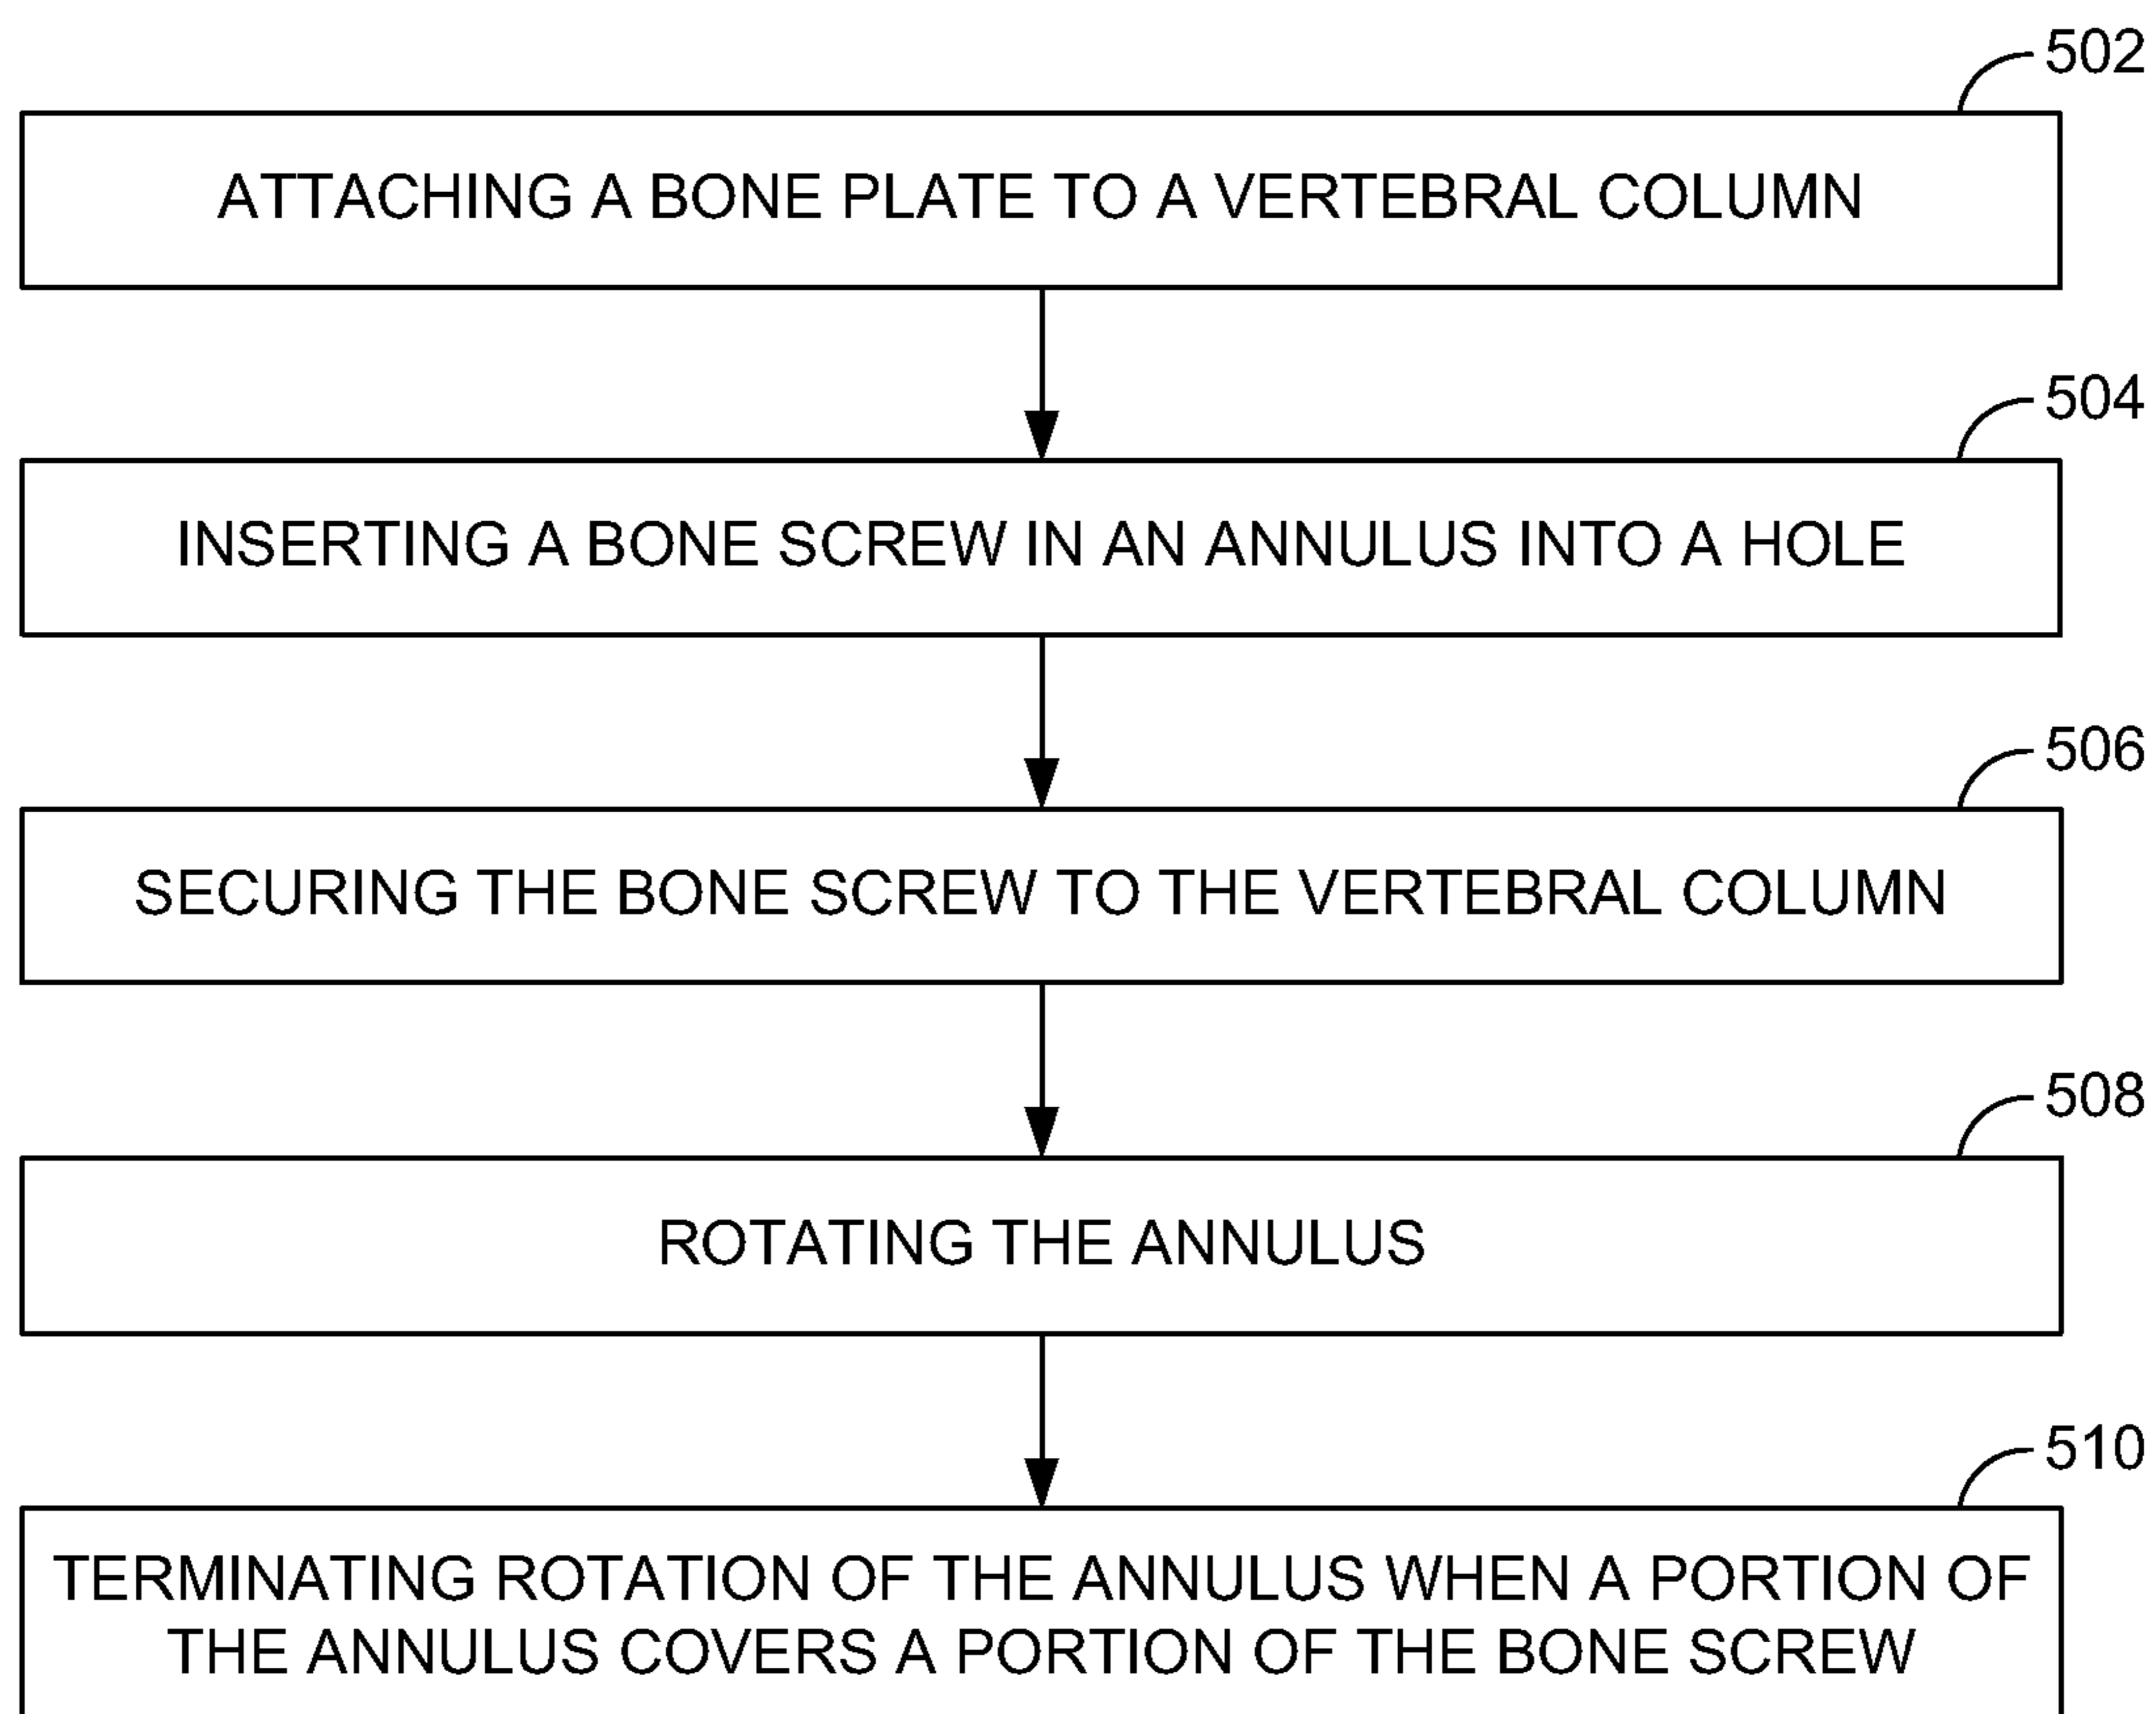 502
ATTACHING A BONE PLATE TO A VERTEBRAL COLUMN
504
INSERTING A BONE SCREW IN AN ANNULUS INTO A HOLE
506
SECURING THE BONE SCREW TO THE VERTEBRAL COLUMN
508
ROTATING THE ANNULUS
510
TERMINATING ROTATION OF THE ANNULUS WHEN A PORTION OF
THE ANNULUS COVERS A PORTION OF THE BONE SCREW